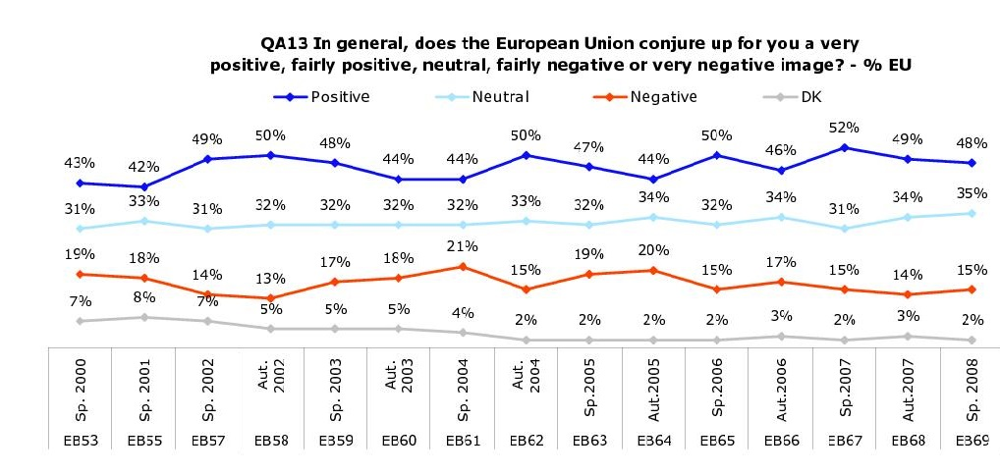 QA13 In general, does the European Union conjure up for you a very
positive, fairly positive, neutral, fairly negative or very negative image? - % EU
Positive Neutral Negative DK
43% 42% 49% 50% 48% 44% 44% 50% 47% 44% 50% 46% 52% 49% 48%
31% 33% 31% 32% 32% 32% 32% 33% 32% 34% 32% 34% 31% 34% 35%
19% 18% 14% 13% 17% 18% 21% 15% 19% 20% 15% 17% 15% 14% 15%
7% 8% 7% 5% 5% 5% 4% 2% 2% 2% 2% 3% 2% 3% 2%
Sp. 2000
Sp. 2001
Sp. 2002
Aut.
2002
Sp. 2003
Aut.
2003
Sp. 2004
Aut.
2004
Sp.2005
Aut.2005
Sp.2006
Aut.2006
Sp.2007
Aut.2007
Sp. 2008
EB53 EB55 EB57 EB58 EB59 EB60 EB61 EB62 EB63 EB64 EB65 EB66 EB67 EB68 EB69